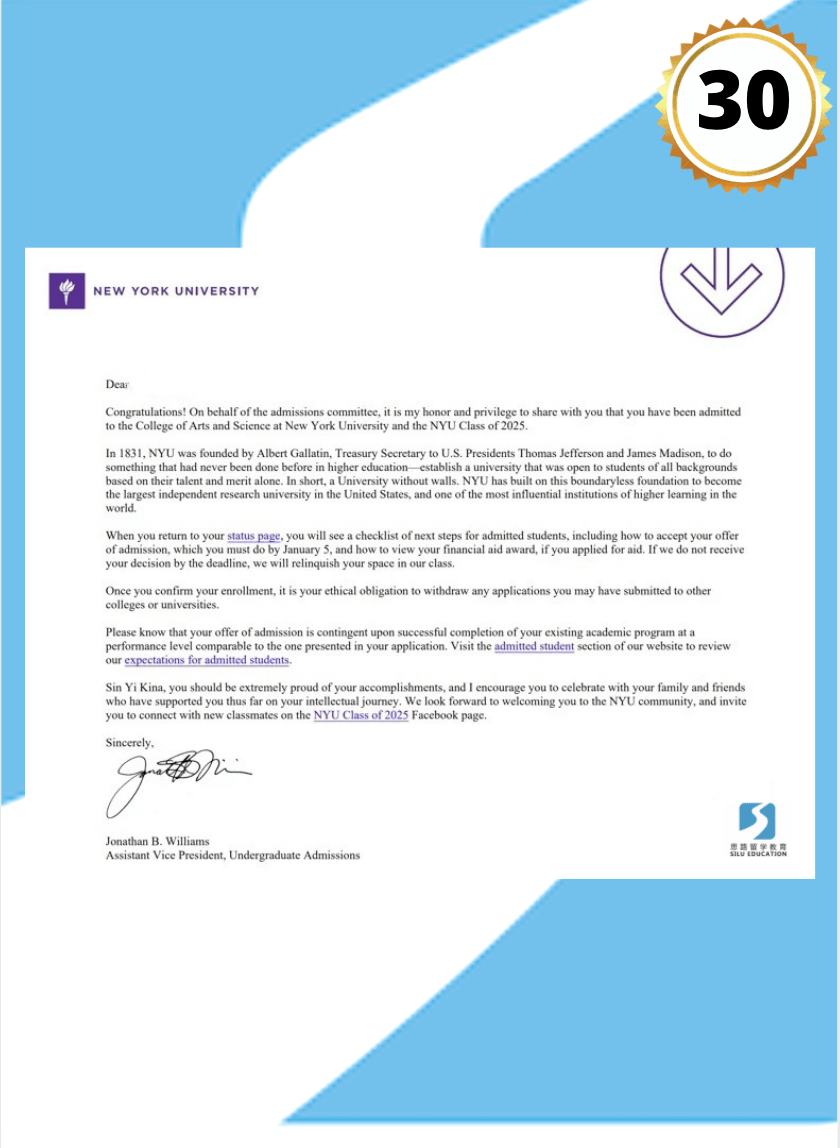 30
NEW YORK UNIVERSITY
Dear
Congratulations! On behalf of the admissions committee, it is my honor and privilege to share with you that you have been admitted
to the College of Arts and Science at New York University and the NYU Class of 2025.
In 1831, NYU was founded by Albert Gallatin, Treasury Secretary to U.S. Presidents Thomas Jefferson and James Madison, to do
something that had never been done before in higher education—establish a university that was open to students of all backgrounds
based on their talent and merit alone. In short, a University without walls. NYU has built on this boundaryless foundation to become
the largest independent research university in the United States, and one of the most influential institutions of higher learning in the
world.
When you return to your status page, you will see a checklist of next steps for admitted students, including how to accept your offer
of admission, which you must do by January 5, and how to view your financial aid award, if you applied for aid. If we do not receive
your decision by the deadline, we will relinquish your space in our class.
Once you confirm your enrollment, it is your ethical obligation to withdraw any applications you may have submitted to other
colleges or universities.
Please know that your offer of admission is contingent upon successful completion of your existing academic program at a
performance level comparable to the one presented in your application. Visit the admitted student section of our website to review
our expectations for admitted students.
Sin Yi Kina, you should be extremely proud of your accomplishments, and I encourage you to celebrate with your family and friends
who have supported you thus far on your intellectual journey. We look forward to welcoming you to the NYU community, and invite
you to connect with new classmates on the NYU Class of 2025 Facebook page.
Sincerely,
Jonathan B. Williams
Assistant Vice President, Undergraduate Admissions
思路留学教育
SILU EDUCATION